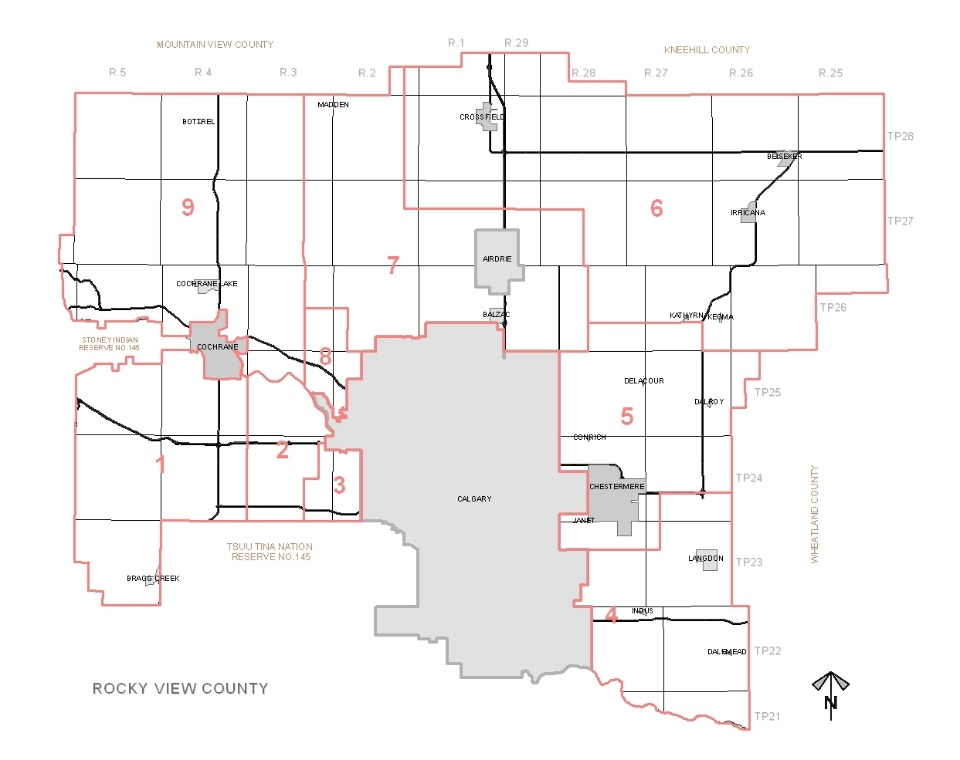 MOUNTAIN VIEW COUNTY
R.1
R.29
KNEEHILL COUNTY
R.5
R.4
R.3
R.2
R.28
R.27
R.26
R.25
MADDEN
BOTTREL
CROSSFIELD
TP28
BEISEKER
9
6
IRRICANA
TP27
7
AIRDRIE
COCHRANE LAKE
TP26
BALZAC
KATHYRN
KEOMA
STONEY INDIAN
RESERVE NO.145
COCHRANE
8
DELACOUR
TP25
DALROY
5
CONRICH
2
1
3
TP24
CHESTERMERE
CALGARY
WHEATLAND COUNTY
JANET
TSUU TINA NATION
RESERVE NO.145
LANGDON
TP23
BRAGG CREEK
4
INDUS
DALEMEAD
TP22
ROCKY VIEW COUNTY
N
TP21